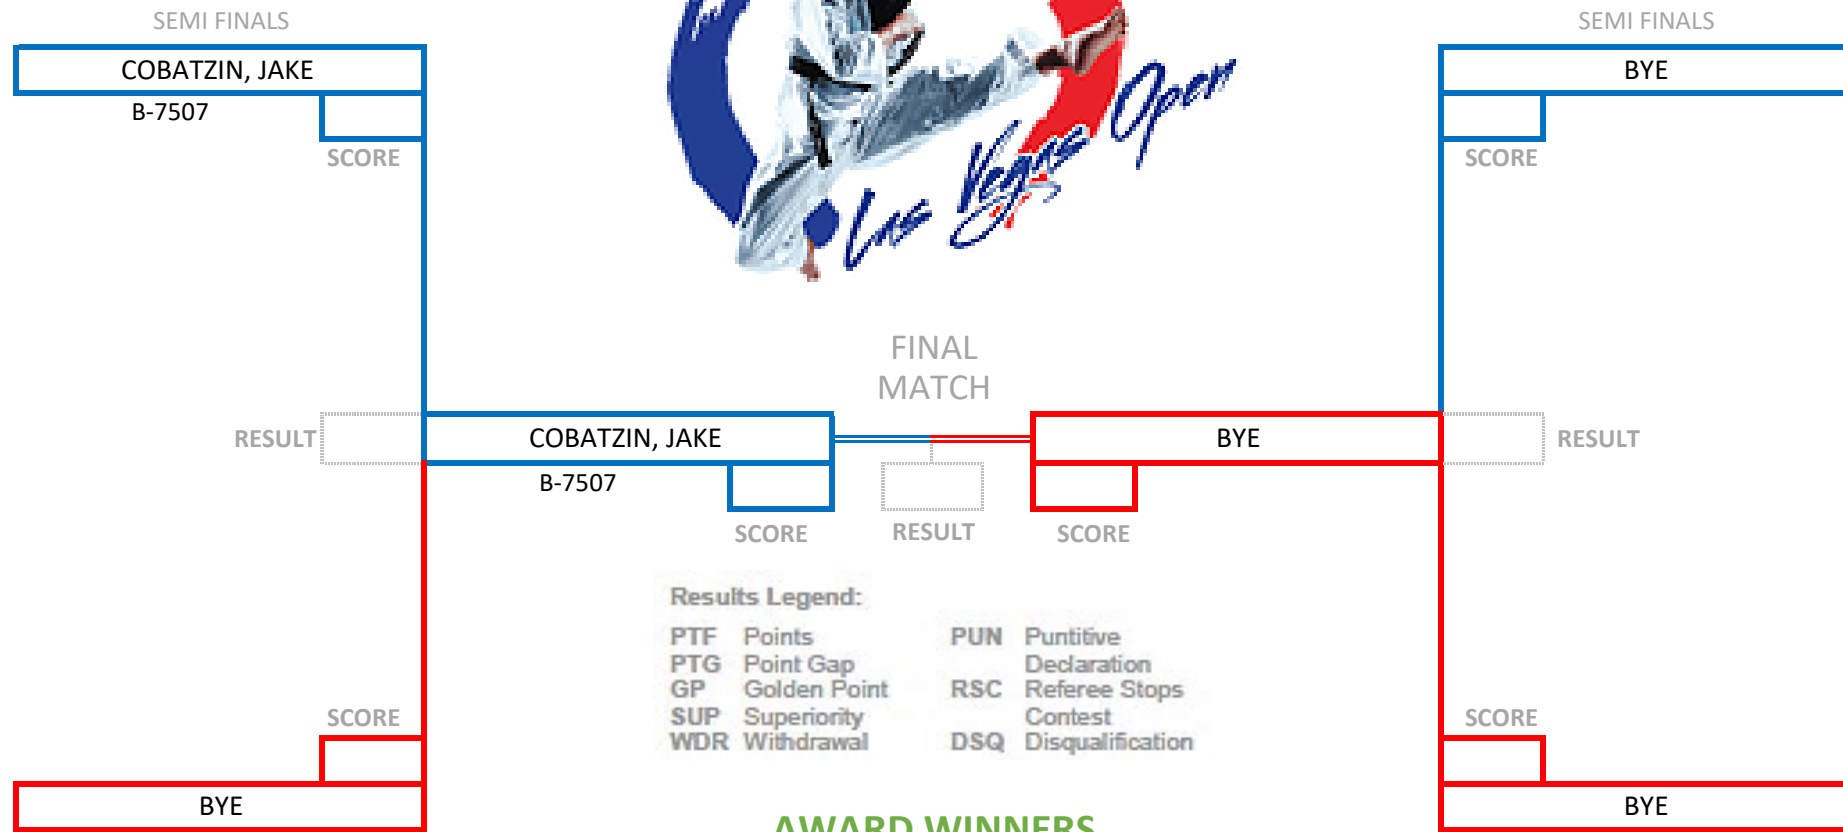 SEMI FINALS
SEMI FINALS
COBATZIN, JAKE
B-7507
SCORE
BYE
SCORE
Las Vegas Open
FINAL
MATCH
RESULT
COBATZIN, JAKE
B-7507
SCORE
RESULT
BYE
SCORE
RESULT
Results Legend:
PTF Points
PTG Point Gap
GP Golden Point
SUP Superiority
WDR Withdrawal
PUN Puntitive
Declaration
RSC Referee Stops
Contest
DSQ Disqualification
SCORE
BYE
SCORE
BYE
AWARD WINNERS